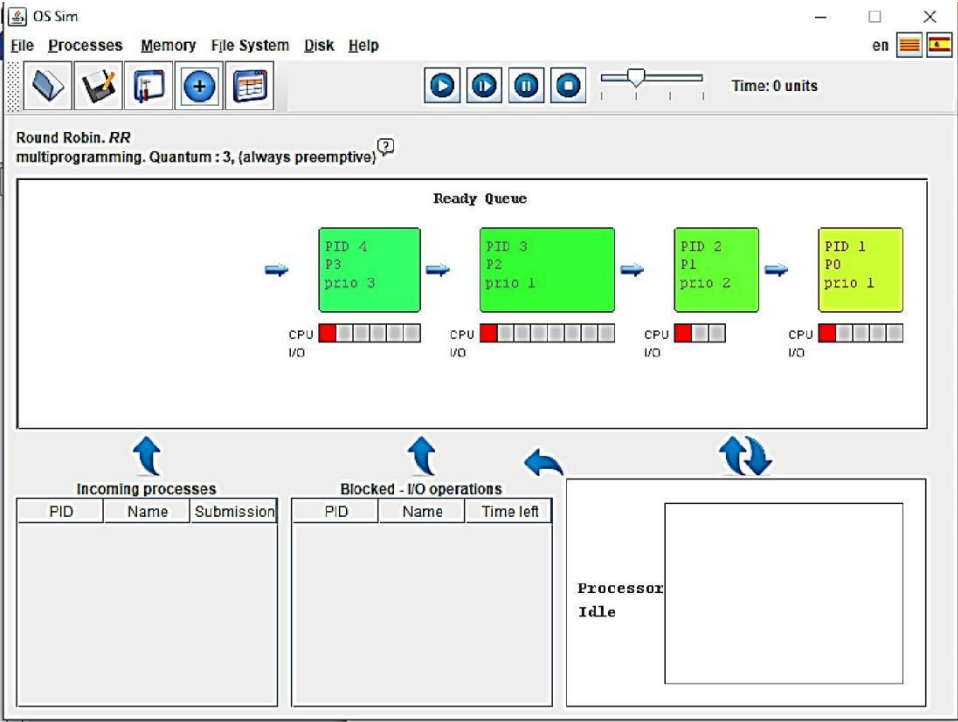 OS Sim
File Processes Memory File System Disk Help
en
Time: 0 units
Round Robin. RR
multiprogramming. Quantum : 3, (always preemptive)
?
Ready Queue
PID 4
P3
prio 3
CPU
I/O
PID 3
P2
prio 1
CPU
I/O
PID 2
P1
prio 2
CPU
I/O
PID 1
P0
prio 1
CPU
I/O
Incoming processes
PID Name Submission
Blocked - I/O operations
PID Name Time left
Processor
Idle